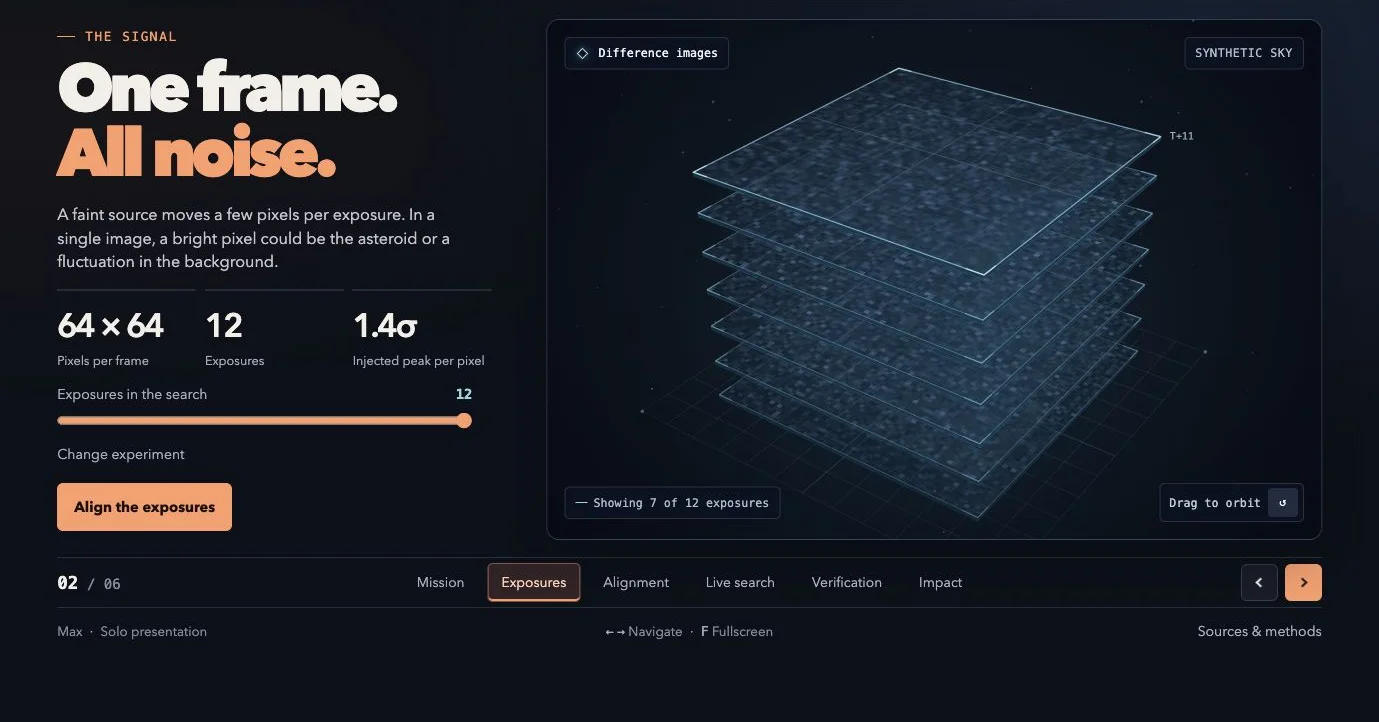 — THE SIGNAL
One frame.
All noise.
A faint source moves a few pixels per exposure. In a
single image, a bright pixel could be the asteroid or a
fluctuation in the background.
64 × 64
Pixels per frame
12
Exposures
1.4σ
Injected peak per pixel
Exposures in the search 12
Change experiment
Align the exposures
◇ Difference images
SYNTHETIC SKY
T+11
— Showing 7 of 12 exposures
Drag to orbit ↺
02 / 06
Mission Exposures Alignment Live search Verification Impact
‹ ›
Max · Solo presentation
←→ Navigate · F Fullscreen
Sources & methods